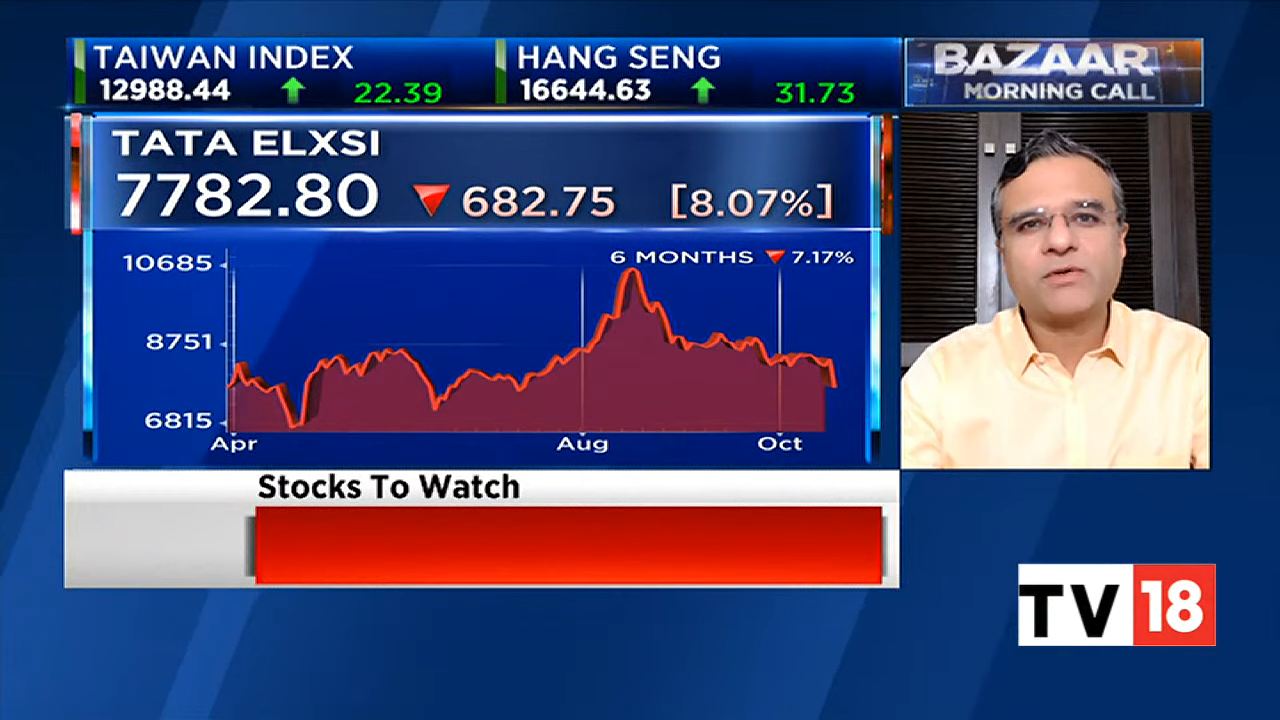 TAIWAN INDEX
12988.44 22.39
HANG SENG
16644.63 31.73
BAZAAR
MORNING CALL
TATA ELXSI
7782.80 682.75 [8.07%]
6 MONTHS 7.17%
10685
8751
6815
Apr Aug Oct
Stocks To Watch
TV18